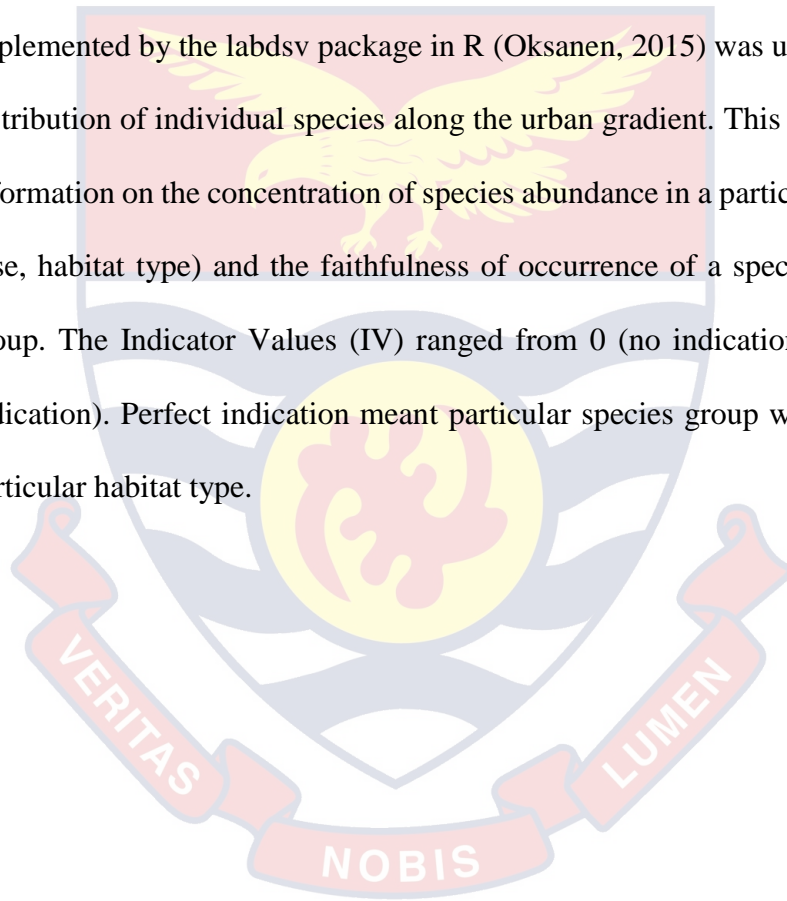 plemented by the labdsv package in R (Oksanen, 2015) was u
tribution of individual species along the urban gradient. This
formation on the concentration of species abundance in a partic
se, habitat type) and the faithfulness of occurrence of a spec
oup. The Indicator Values (IV) ranged from 0 (no indication
dication). Perfect indication meant particular species group w
rticular habitat type.
VERITAS
NOBIS
LUMEN